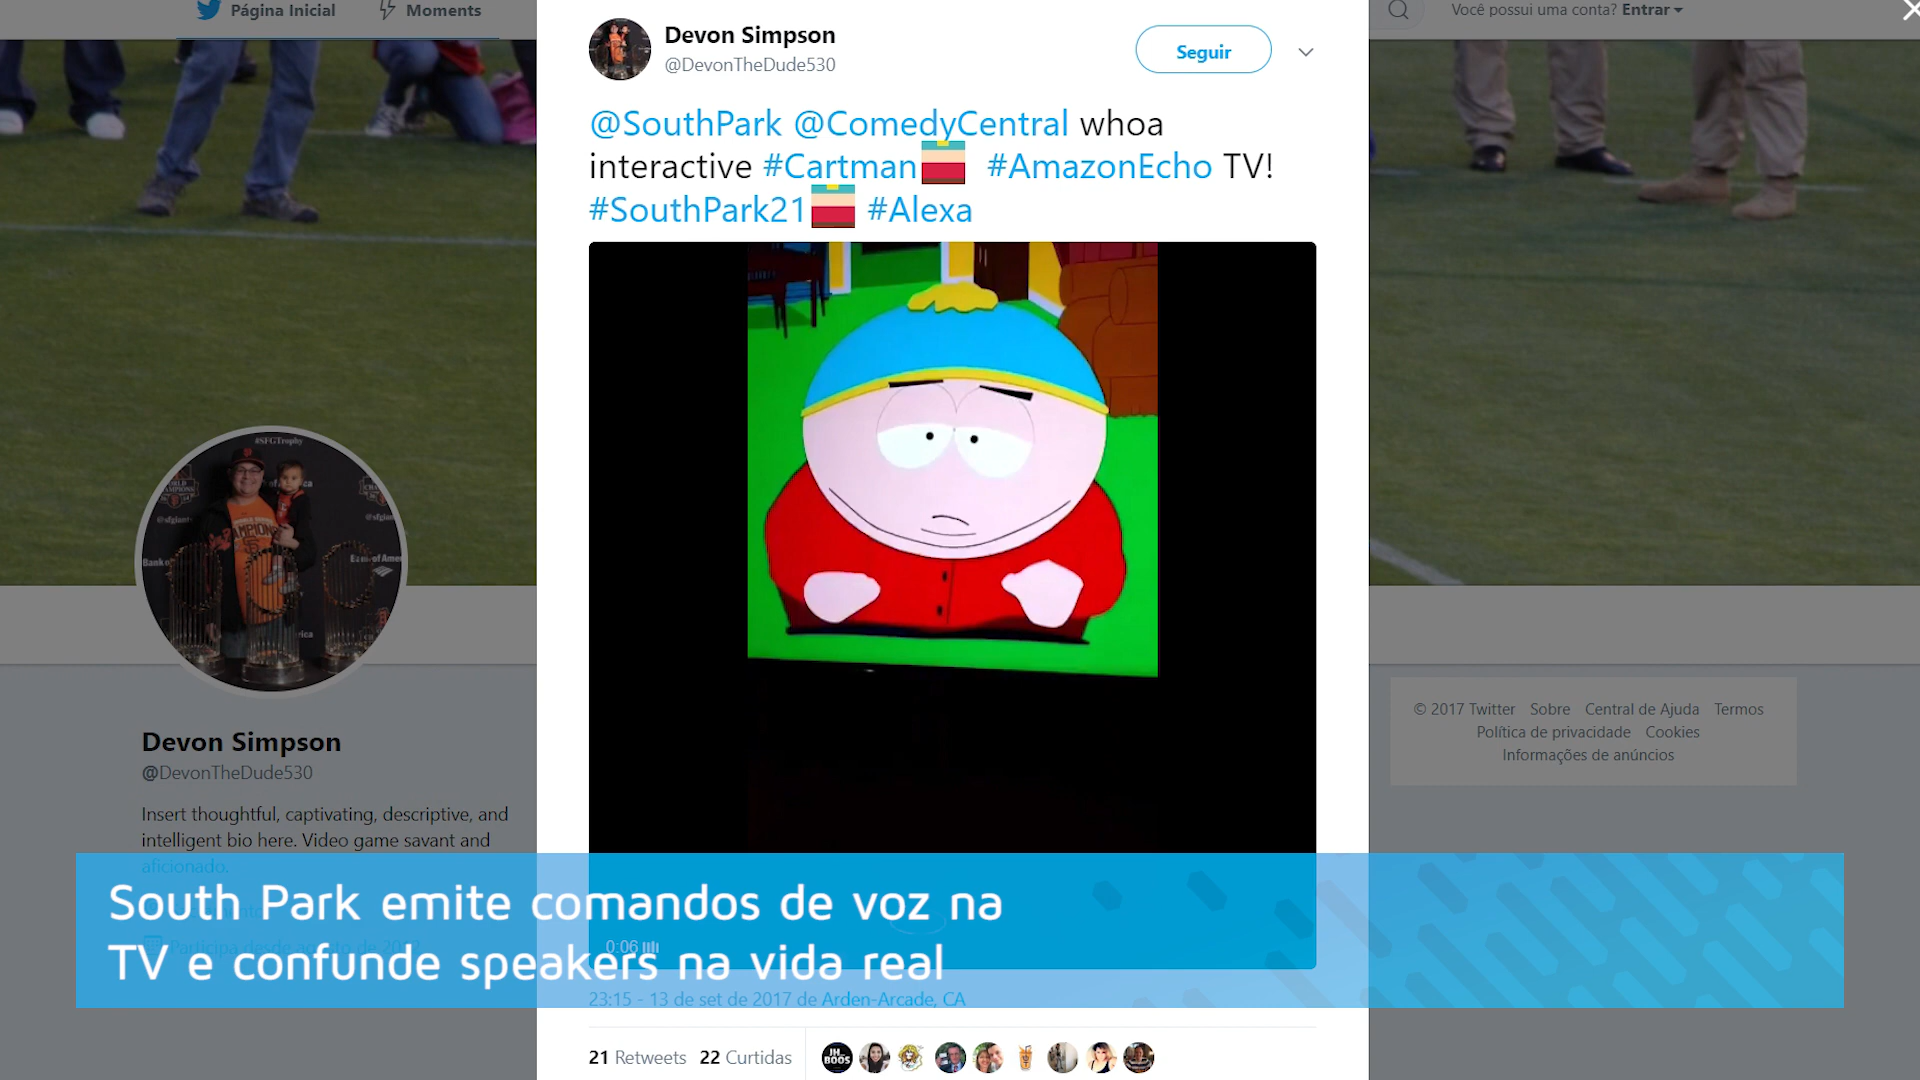 Página Inicial
Moments
Você possui uma conta? Entrar
Devon Simpson
@DevonTheDude530
Seguir
@SouthPark @ComedyCentral whoa
interactive #Cartman #AmazonEcho TV!
#SouthPark21 #Alexa
#SFGTrophy
Devon Simpson
@DevonTheDude530
Insert thoughtful, captivating, descriptive, and
intelligent bio here. Video game savant and
aficionado.
© 2017 Twitter Sobre Central de Ajuda Termos
Política de privacidade Cookies
Informações de anúncios
South Park emite comandos de voz na
TV e confunde speakers na vida real
0:06
23:15 - 13 de set de 2017 de Arden-Arcade, CA
21 Retweets 22 Curtidas
JH
BOOS